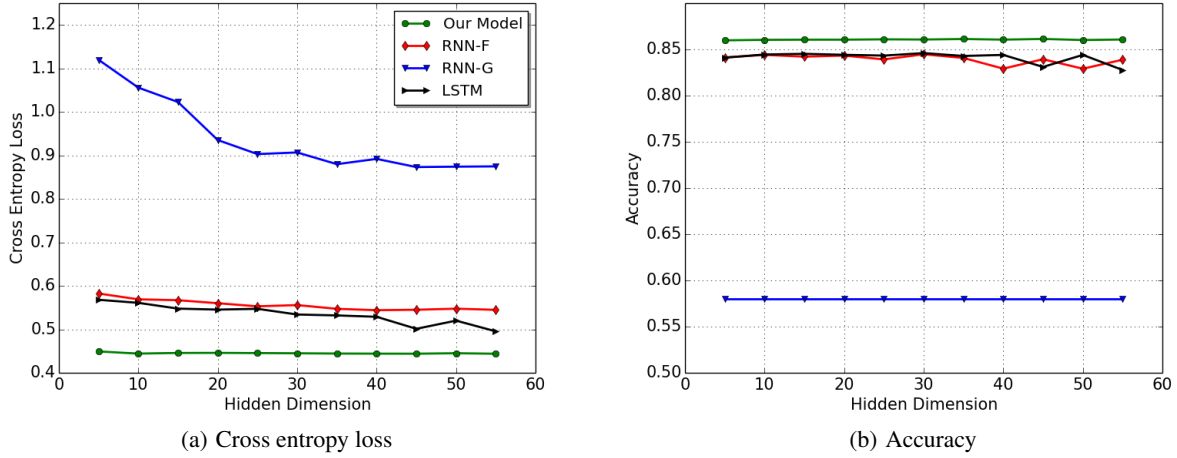 1.2
1.1
1.0
0.9
0.8
0.7
0.6
0.5
0.4
Cross Entropy Loss
Our Model
RNN-F
RNN-G
LSTM
0 10 20 30 40 50 60
Hidden Dimension
(a) Cross entropy loss
0.85
0.80
0.75
0.70
0.65
0.60
0.55
0.50
Accuracy
0 10 20 30 40 50 60
Hidden Dimension
(b) Accuracy